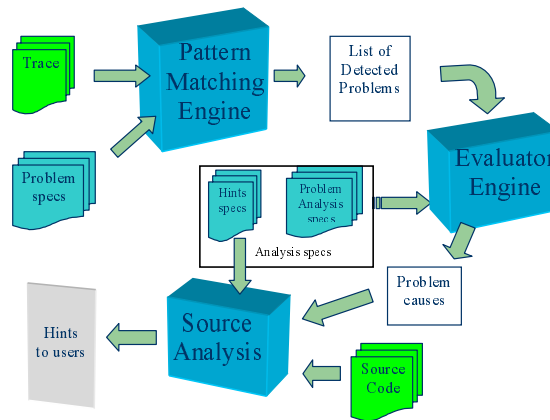 Trace
Pattern
Matching
Engine
List of
Detected
Problems
Problem
specs
Hints
specs
Problem
Analysis
specs
Analysis specs
Evaluator
Engine
Problem
causes
Source
Analysis
Hints
to users
Source
Code